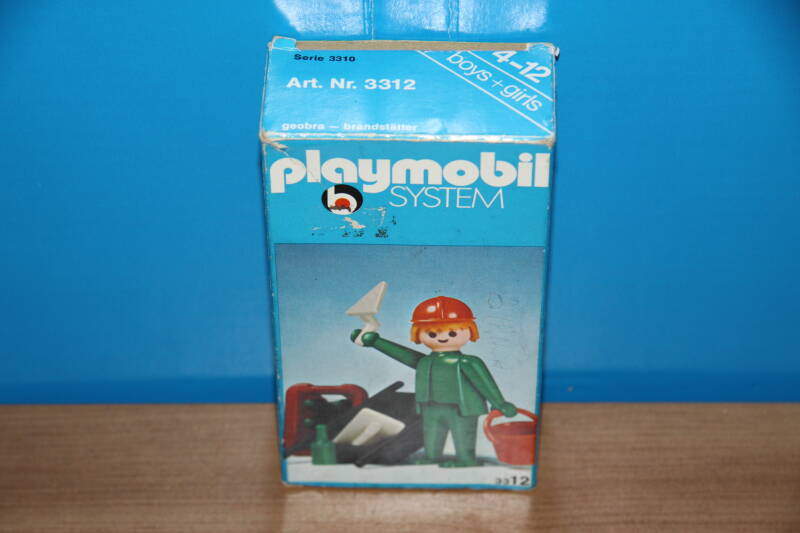 Serie 3310
4-12
boys + girls
Art. Nr. 3312
geobra — brandstätter
playmobil
SYSTEM
3312